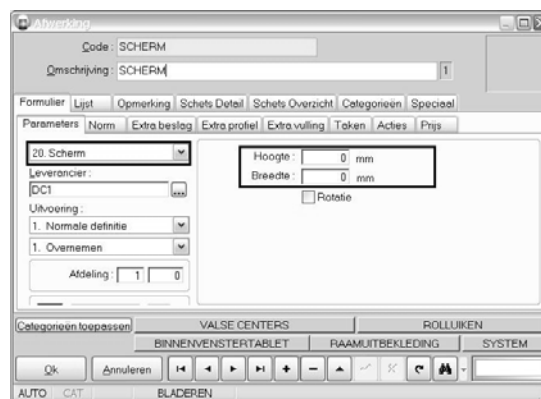 Afwerking
Code : SCHERM
Omschrijving : SCHERM 1
Formulier Lijst Opmerking Schets Detail Schets Overzicht Categorieën Speciaal
Parameters Norm Extra beslag Extra profiel Extra vulling Taken Acties Prijs
20. Scherm
Hoogte : 0 mm
Leverancier :
Breedte : 0 mm
DC1 ...
Rotatie
Uitvoering :
1. Normale definitie
1. Overnemen
Afdeling : 1 0
Categorieën toepassen VALSE CENTERS ROLLUIKEN
BINNENVENSTERTABLET RAAMUITBEKLEDING SYSTEM
Ok Annuleren
AUTO CAT BLADEREN